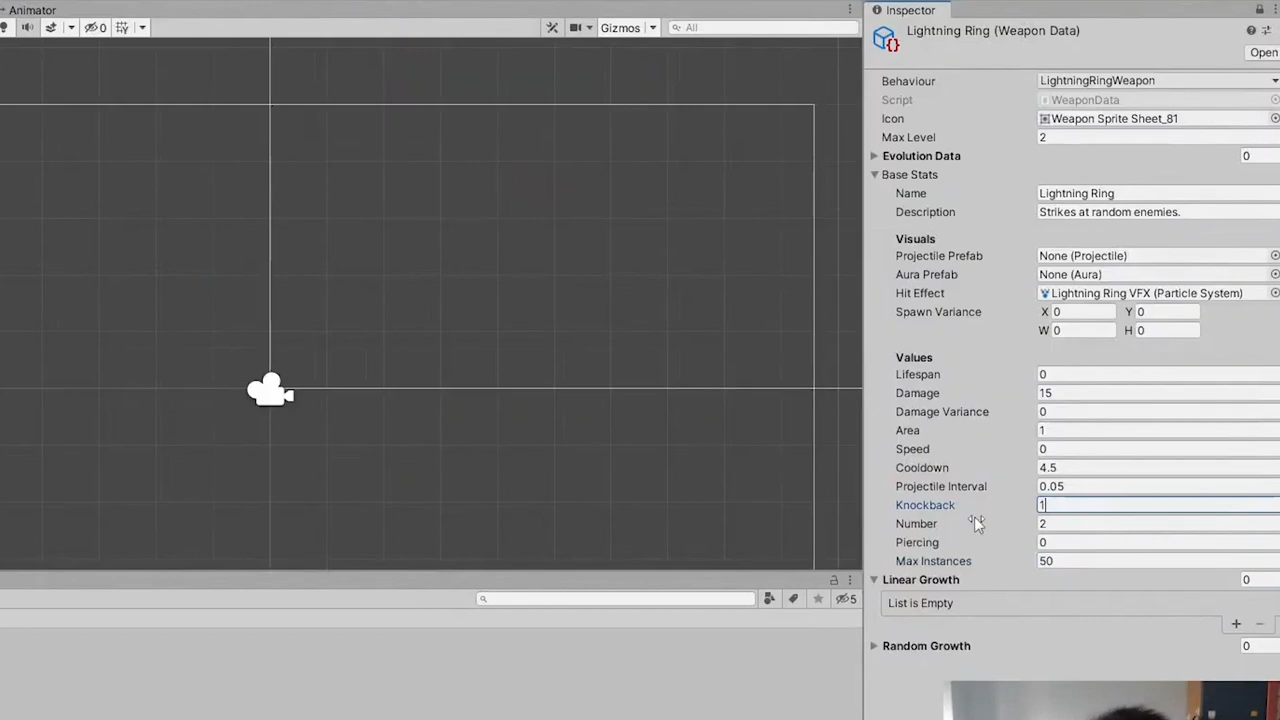 Animator
0
Gizmos
All
5
Inspector
Lightning Ring (Weapon Data)
Open
Behaviour LightningRingWeapon
Script WeaponData
Icon Weapon Sprite Sheet_81
Max Level 2
Evolution Data 0
Base Stats
Name Lightning Ring
Description Strikes at random enemies.
Visuals
Projectile Prefab None (Projectile)
Aura Prefab None (Aura)
Hit Effect Lightning Ring VFX (Particle System)
Spawn Variance X 0 Y 0
W 0 H 0
Values
Lifespan 0
Damage 15
Damage Variance 0
Area 1
Speed 0
Cooldown 4.5
Projectile Interval 0.05
Knockback 1
Number 2
Piercing 0
Max Instances 50
Linear Growth 0
List is Empty
Random Growth 0